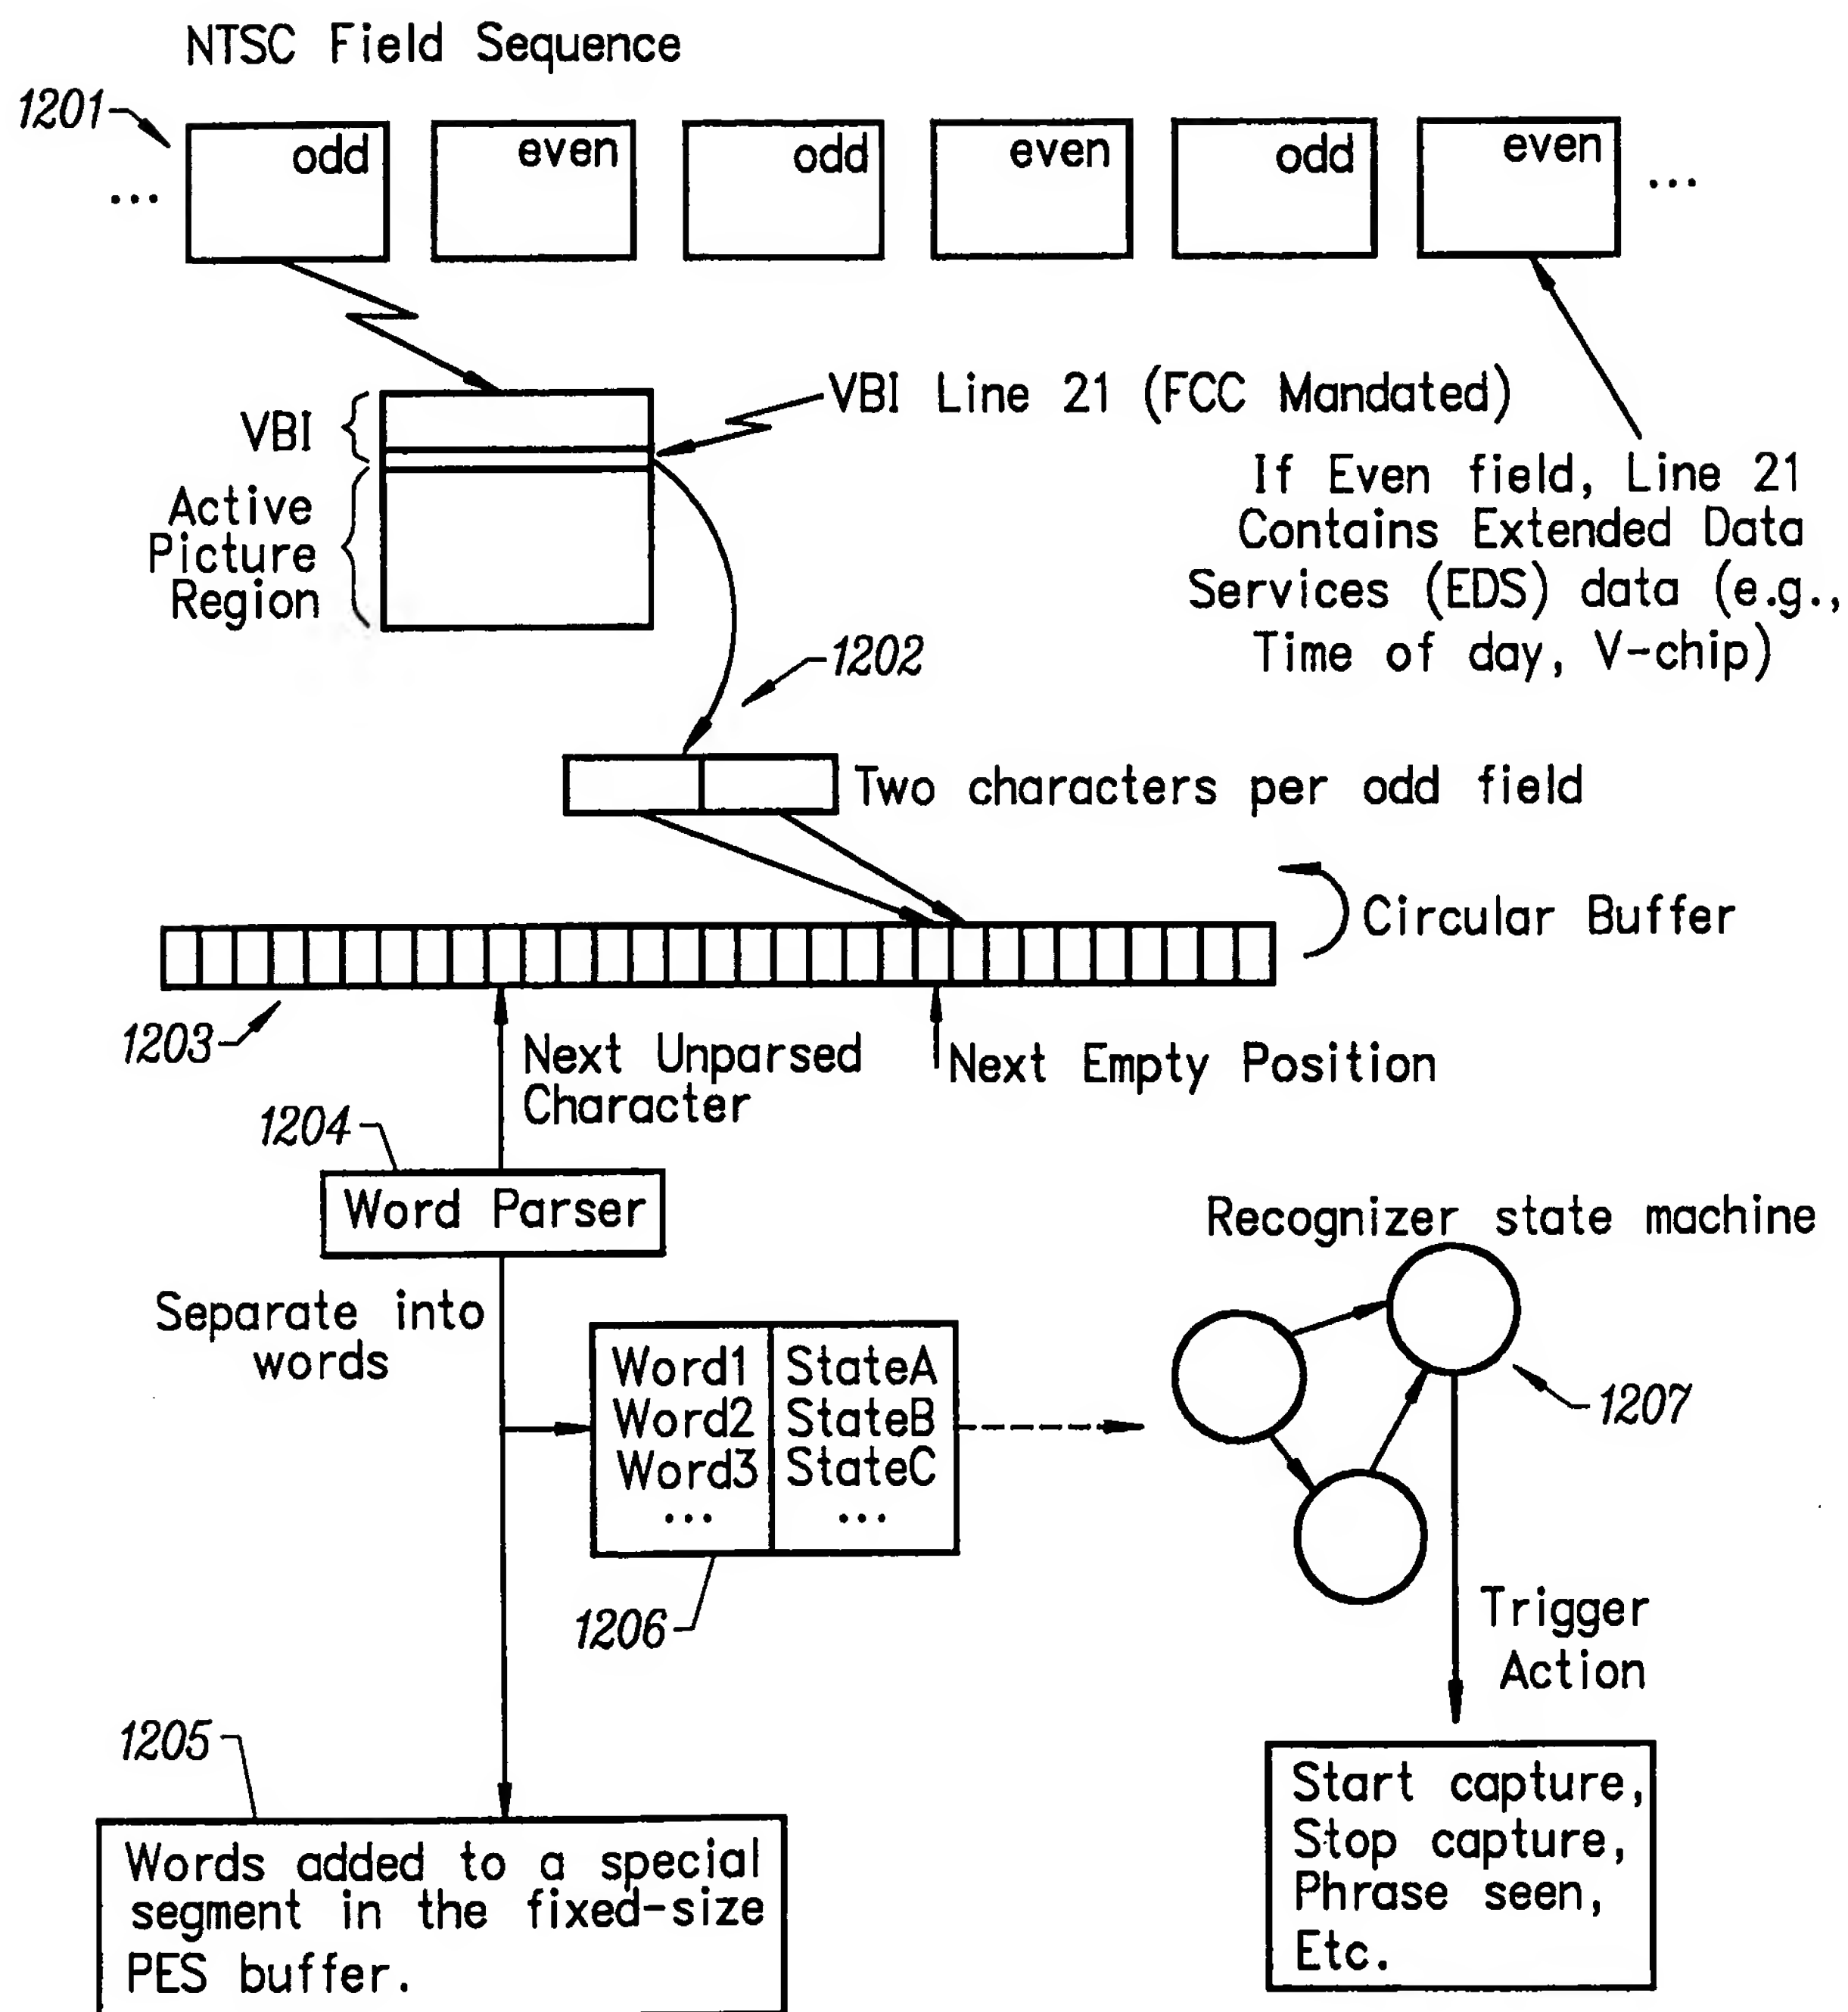 NTSC Field Sequence
1201
odd
even
odd
even
odd
even
...
...
VBI
VBI Line 21 (FCC Mandated)
Active
Picture
Region
If Even field, Line 21
Contains Extended Data
Services (EDS) data (e.g.,
Time of day, V-chip)
1202
Two characters per odd field
Circular Buffer
1203
Next Unparsed
Character
Next Empty Position
1204
Word Parser
Separate into
words
Word1 StateA
Word2 StateB
Word3 StateC
... ...
1206
Recognizer state machine
1207
Trigger
Action
1205
Words added to a special
segment in the fixed-size
PES buffer.
Start capture,
Stop capture,
Phrase seen,
Etc.